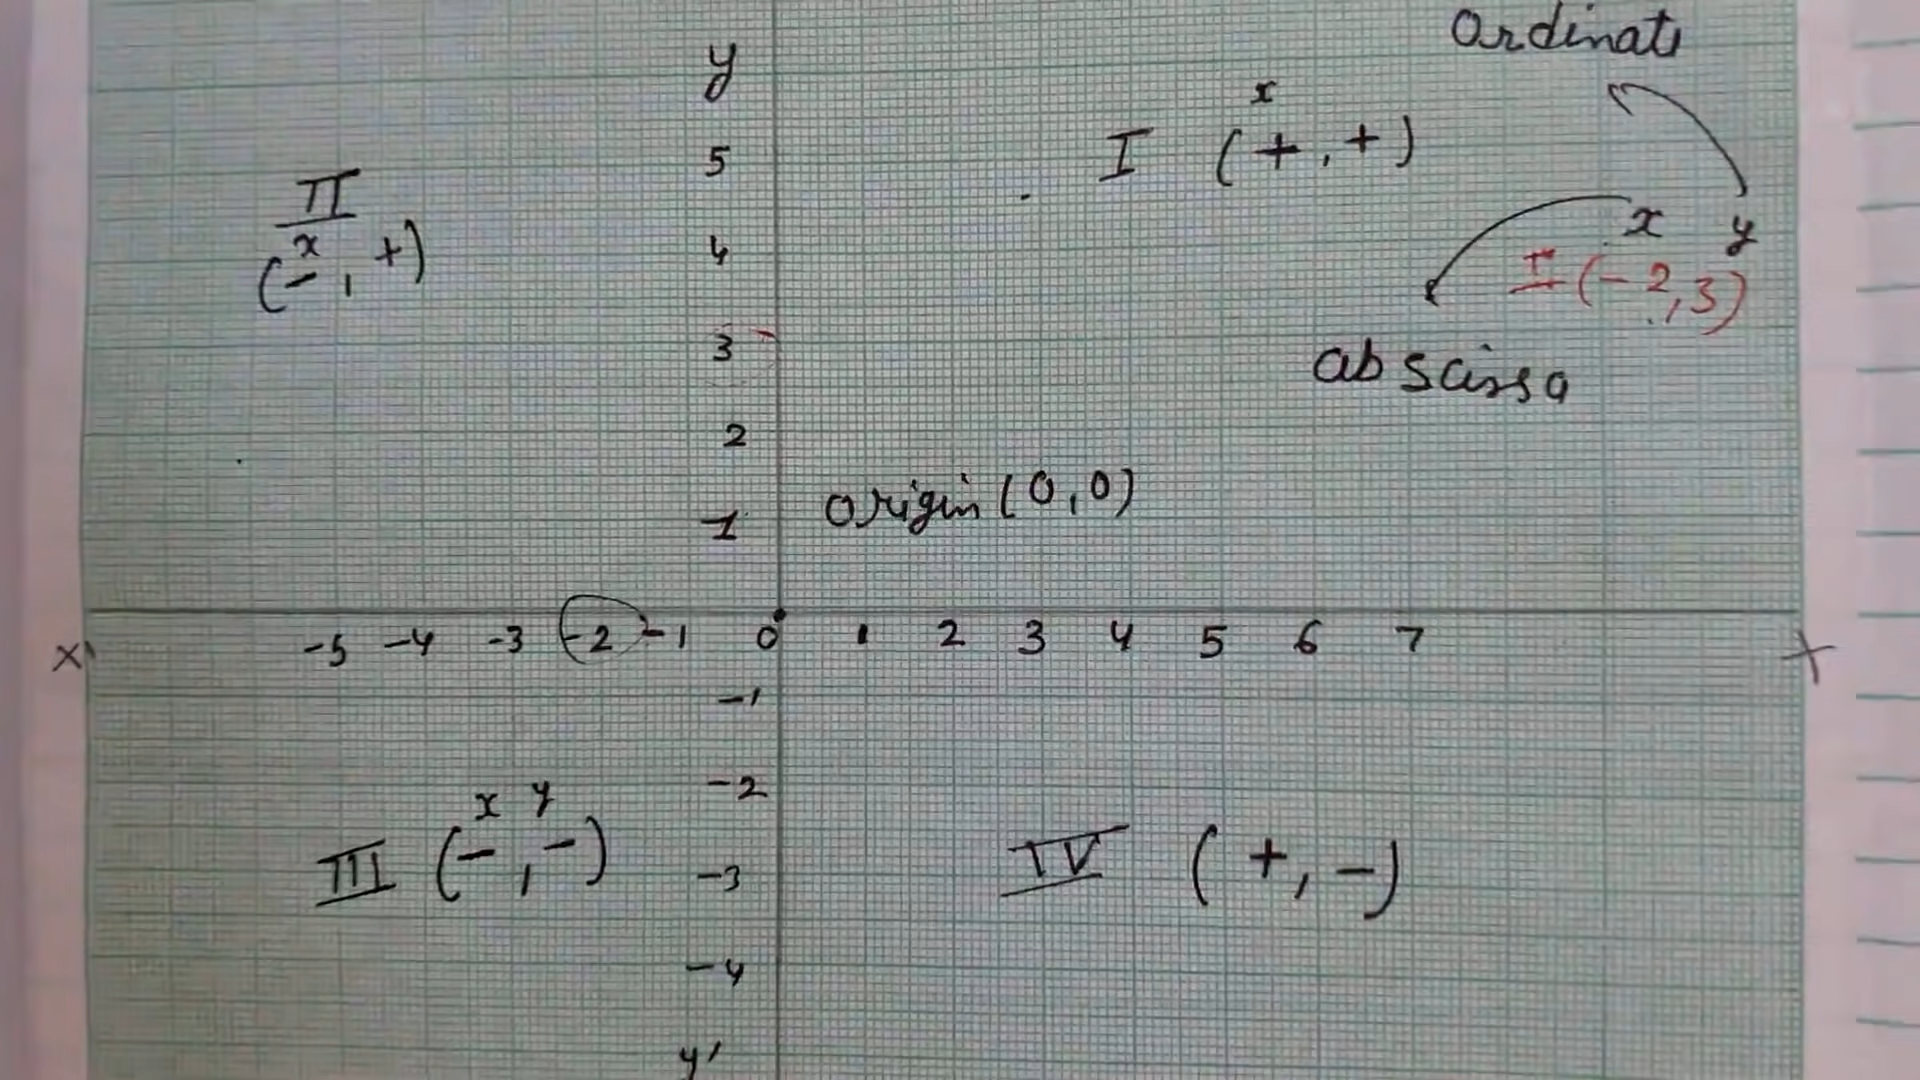 Ordinate
y
x
I (+,+)
5
II
x
(-, +)
4
x y
I (-2,3)
3
abscissa
2
origin (0,0)
1
X' -5 -4 -3 -2 -1 0 1 2 3 4 5 6 7 X
-1
-2
x y
III (-,-)
IV (+,-)
-3
-4
y'